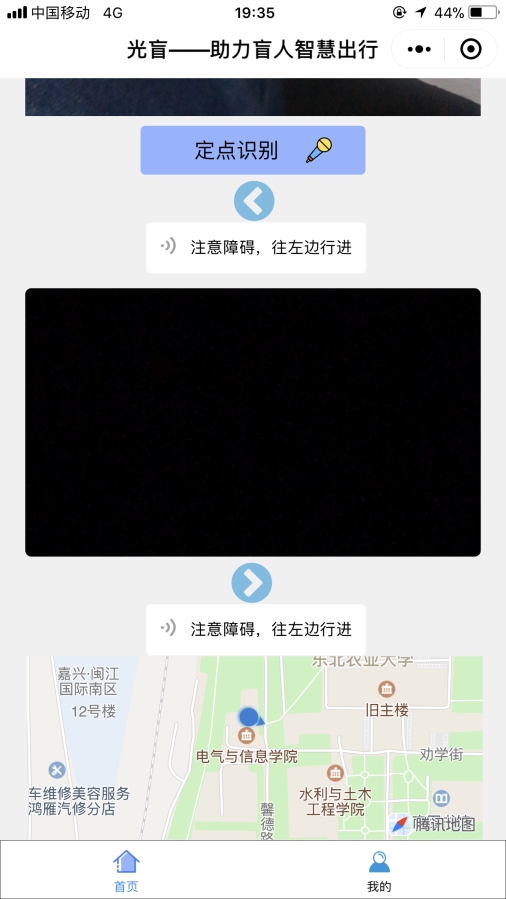 中国移动 4G 19:35 44%
光盲——助力盲人智慧出行
定点识别
注意障碍，往左边行进
注意障碍，往左边行进
嘉兴·闽江
国际南区
12号楼
东北农业大学
旧主楼
电气与信息学院
劝学街
车维修美容服务
鸿雁汽修分店
水利与土木
工程学院
馨德路
腾讯地图
首页
我的